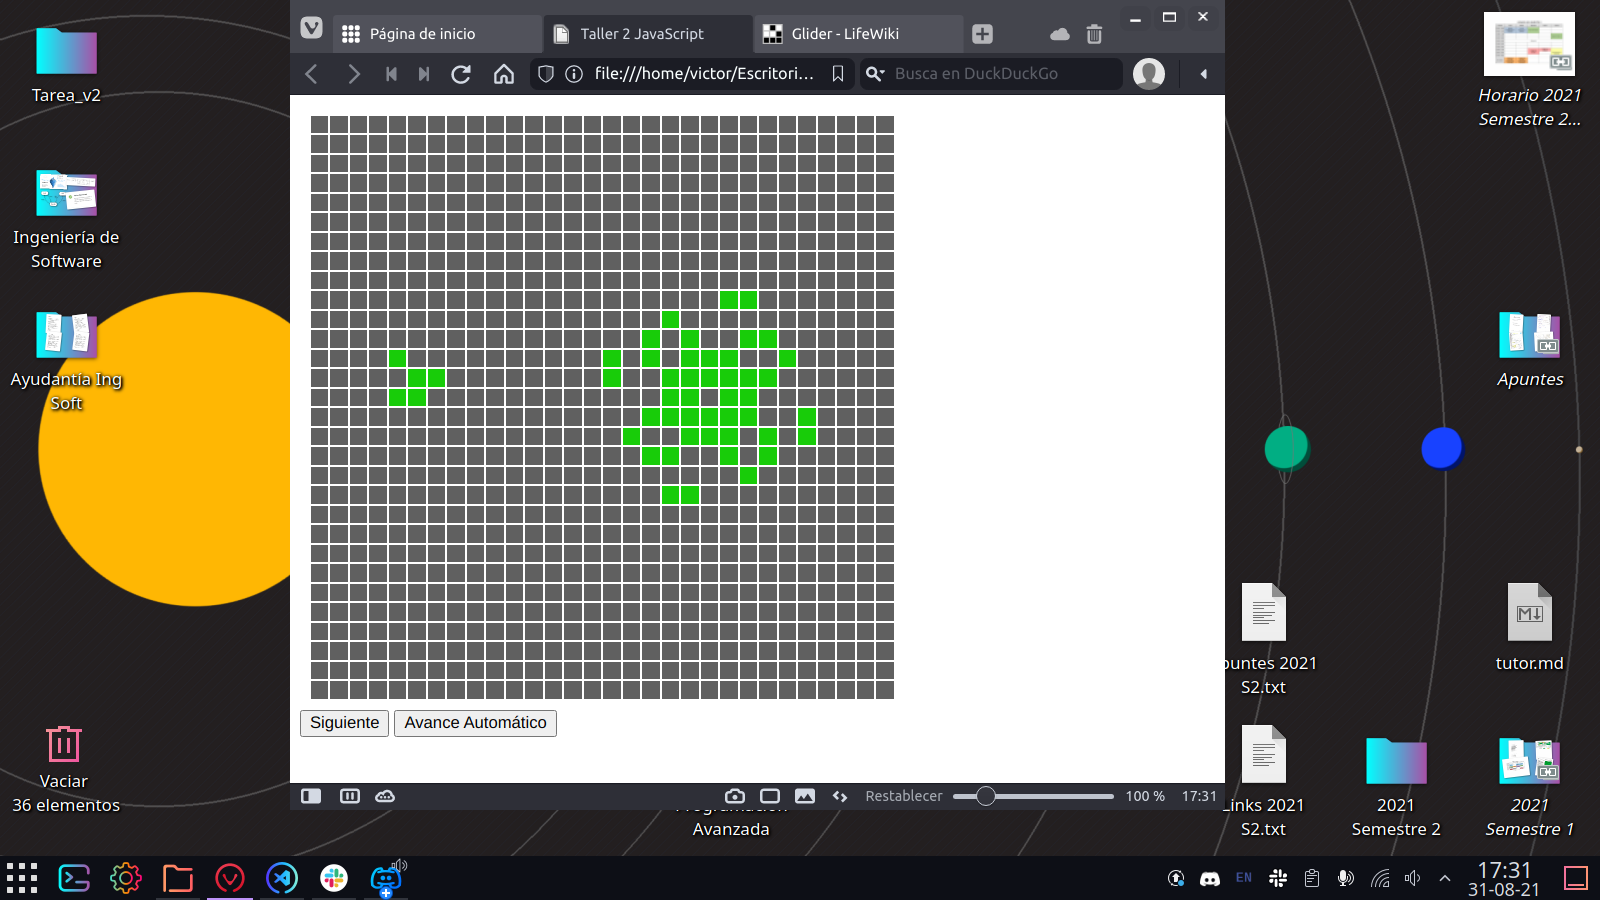 Página de inicio
Taller 2 JavaScript
Glider - LifeWiki
file:///home/victor/Escritori...
Busca en DuckDuckGo
Tarea_v2
Ingeniería de
Software
Ayudantía Ing
Soft
Vaciar
36 elementos
Siguiente
Avance Automático
Restablecer
100 %
17:31
Avanzada
Horario 2021
Semestre 2...
Apuntes
puntes 2021
S2.txt
tutor.md
Links 2021
S2.txt
2021
Semestre 2
2021
Semestre 1
M
EN
17:31
31-08-21